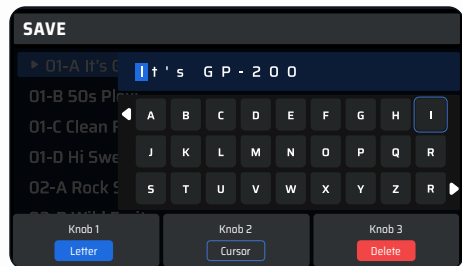 SAVE
01-A It's G
It's GP-200
01-B 50s Pl
01-C Clean
01-D Hi Swe
02-A Rock S
A B C D E F G H I
J K L M N O P Q R
S T U V W X Y Z R
Knob 1 Knob 2 Knob 3
Letter Cursor Delete